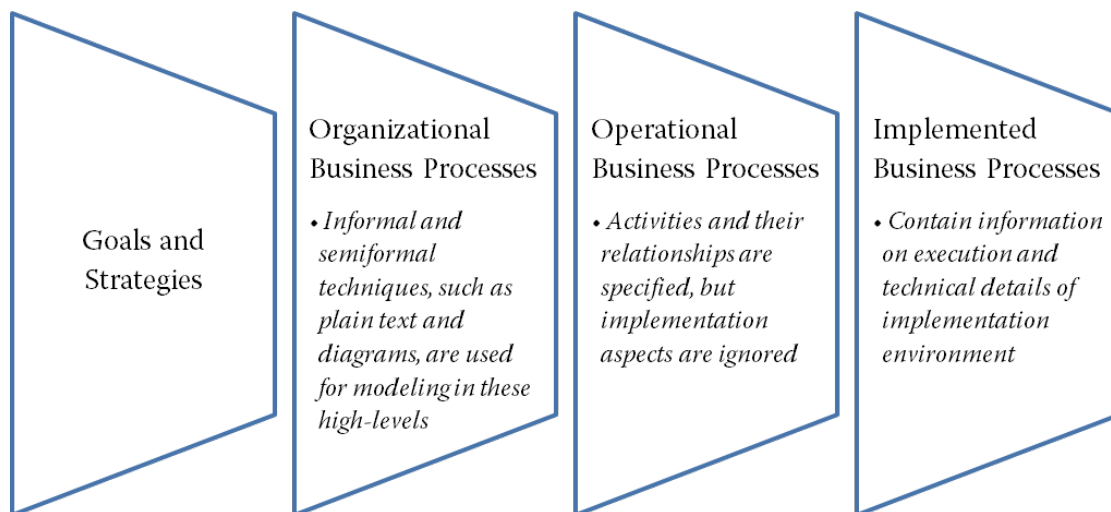 Goals and
Strategies
Organizational
Business Processes
• Informal and
semiformal
techniques, such as
plain text and
diagrams, are used
for modeling in these
high-levels
Operational
Business Processes
• Activities and their
relationships are
specified, but
implementation
aspects are ignored
Implemented
Business Processes
• Contain information
on execution and
technical details of
implementation
environment